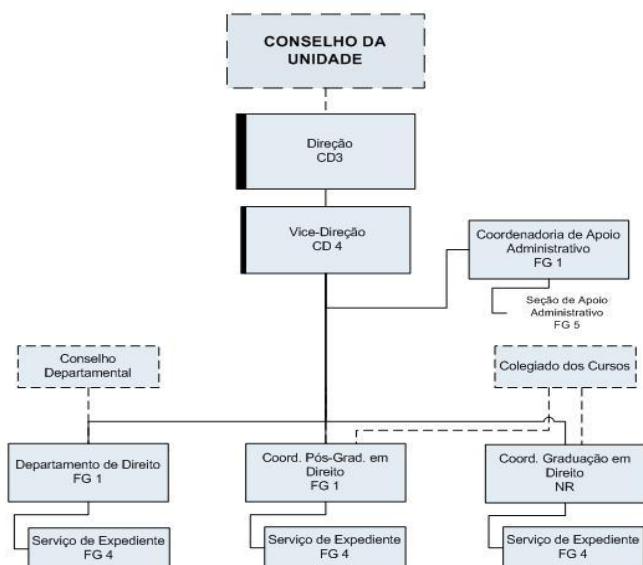 CONSELHO DA
UNIDADE
Direção
CD3
Vice-Direção
CD 4
Coordenadoria de Apoio
Administrativo
FG 1
Seção de Apoio
Administrativo
FG 5
Conselho
Departamental
Colegiado dos Cursos
Departamento de Direito
FG 1
Coord. Pós-Grad. em
Direito
FG 1
Coord. Graduação em
Direito
NR
Serviço de Expediente
FG 4
Serviço de Expediente
FG 4
Serviço de Expediente
FG 4